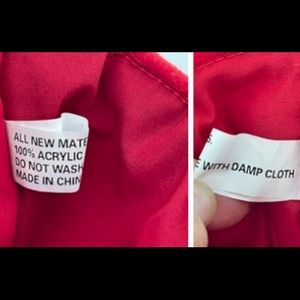 ALL NEW MATE
100% ACRYLIC
DO NOT WASH
MADE IN CHIN
S.
E WITH DAMP CLOTH